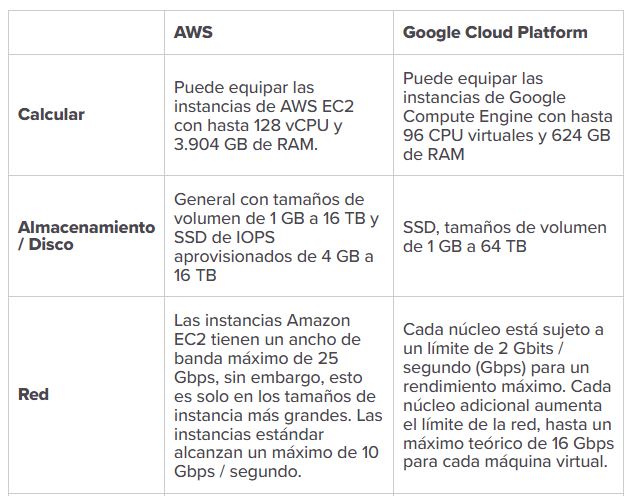 AWS
Google Cloud Platform
Calcular
Puede equipar las
instancias de AWS EC2
con hasta 128 vCPU y
3.904 GB de RAM.
Puede equipar las
instancias de Google
Compute Engine con hasta
96 CPU virtuales y 624 GB
de RAM
Almacenamiento
/ Disco
General con tamaños de
volumen de 1 GB a 16 TB y
SSD de IOPS
aprovisionados de 4 GB a
16 TB
SSD, tamaños de volumen
de 1 GB a 64 TB
Red
Las instancias Amazon
EC2 tienen un ancho de
banda máximo de 25
Gbps, sin embargo, esto
es solo en los tamaños de
instancia más grandes. Las
instancias estándar
alcanzan un máximo de 10
Gbps / segundo.
Cada núcleo está sujeto a
un límite de 2 Gbits /
segundo (Gbps) para un
rendimiento máximo. Cada
núcleo adicional aumenta
el límite de la red, hasta un
máximo teórico de 16 Gbps
para cada máquina virtual.